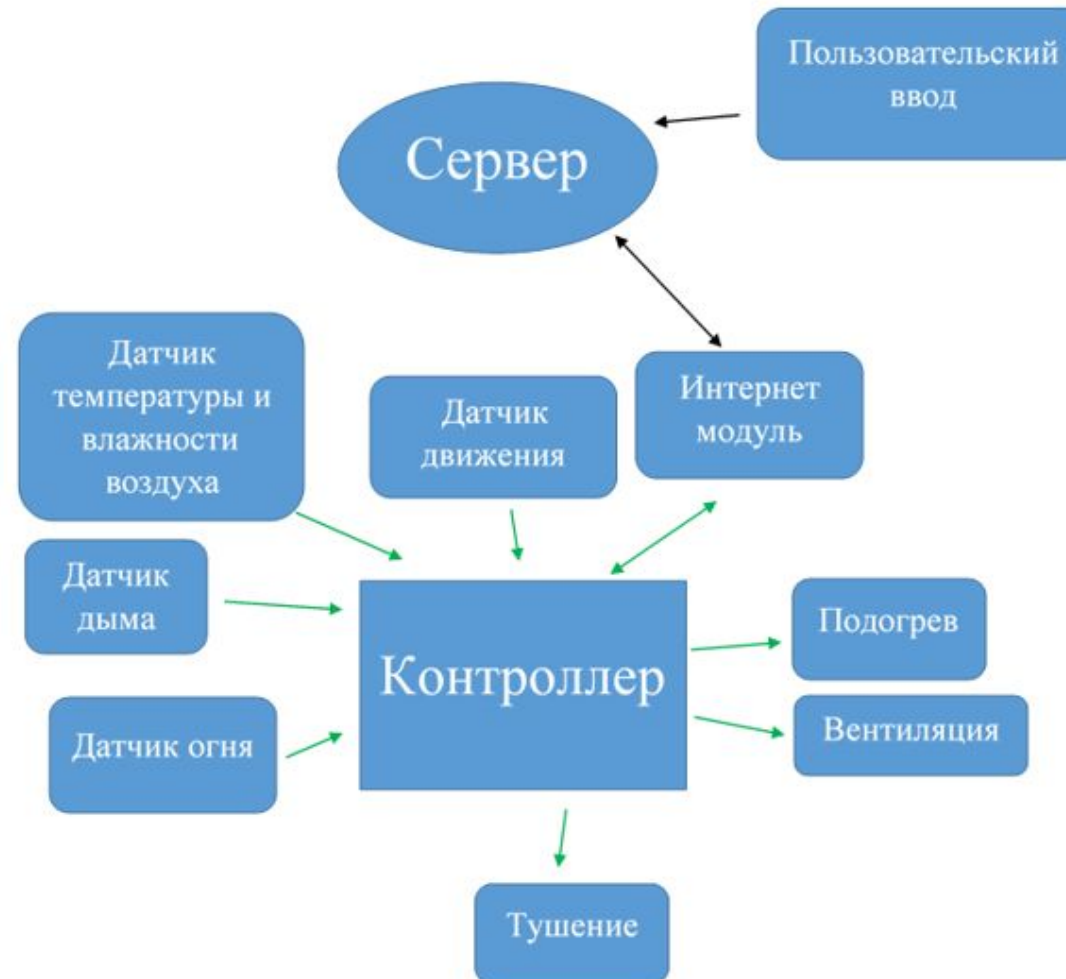 Пользовательский
ввод
Сервер
Датчик
температуры и
влажности
воздуха
Датчик
движения
Интернет
модуль
Датчик
дыма
Подогрев
Контроллер
Датчик огня
Вентиляция
Тушение